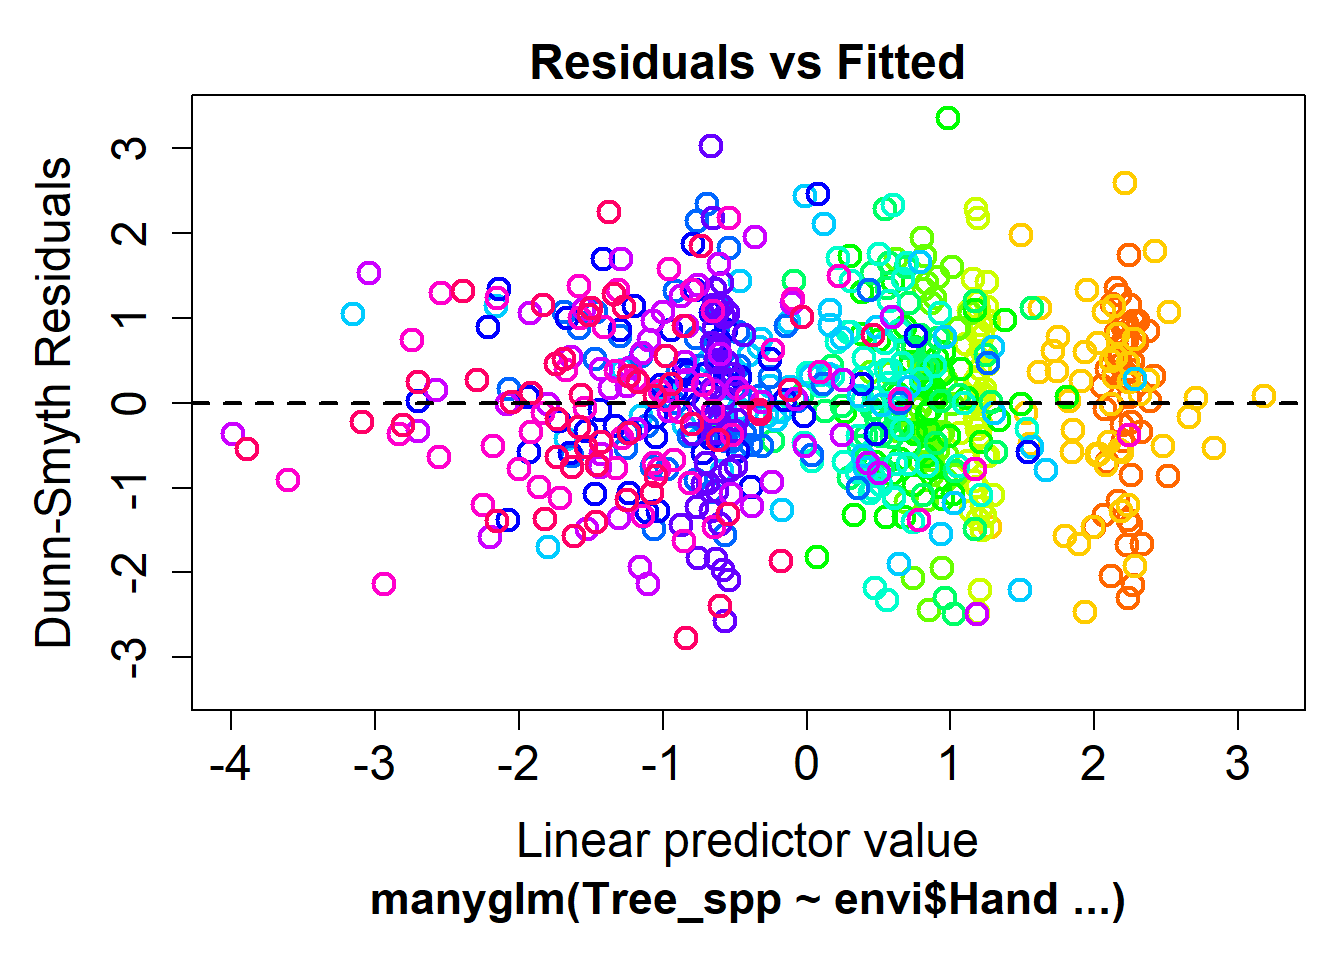 Residuals vs Fitted
Dunn-Smyth Residuals
3
2
1
0
-1
-2
-3
-4 -3 -2 -1 0 1 2 3
Linear predictor value
manyglm(Tree_spp ~ envi$Hand ...)